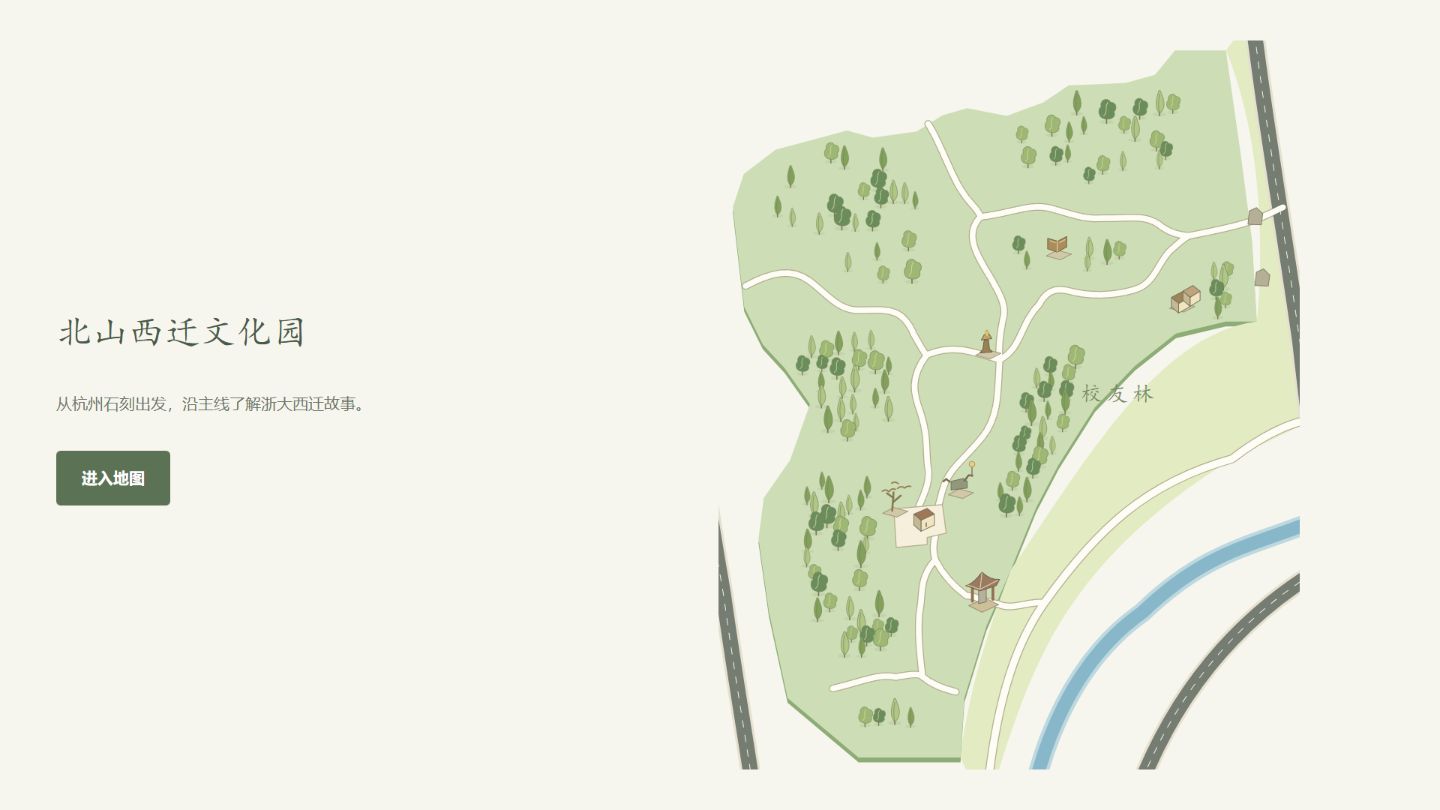 北山西迁文化园
从杭州石刻出发，沿主线了解浙大西迁故事。
进入地图
校友林